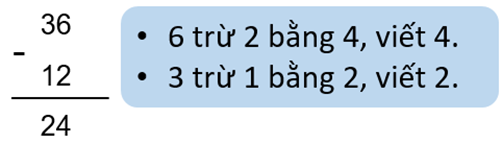 36
-
12
24
• 6 trừ 2 bằng 4, viết 4.
• 3 trừ 1 bằng 2, viết 2.